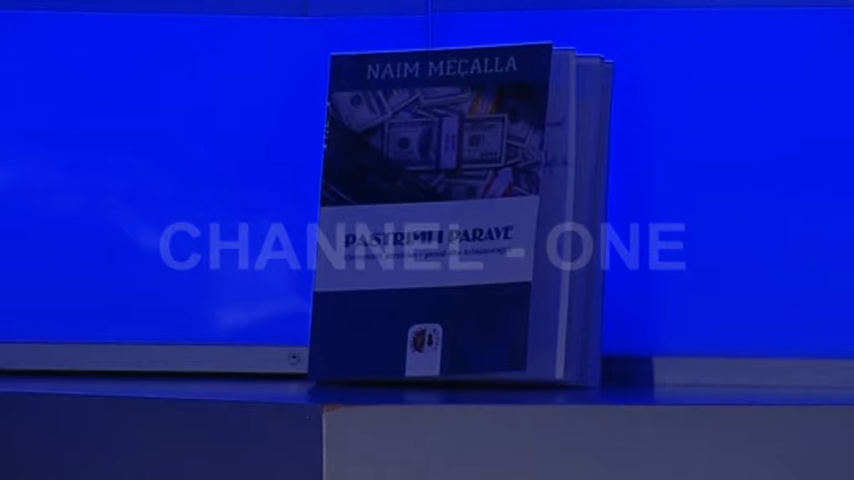 NAIM MEÇALLA
PASTRIMI I PARAVE
CHANNEL - ONE